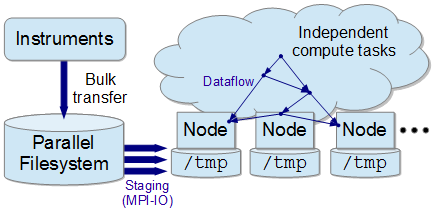 Instruments
Bulk
transfer
Parallel
Filesystem
Staging
(MPI-IO)
Independent
compute tasks
Dataflow
Node
Node
Node
/tmp
/tmp
/tmp